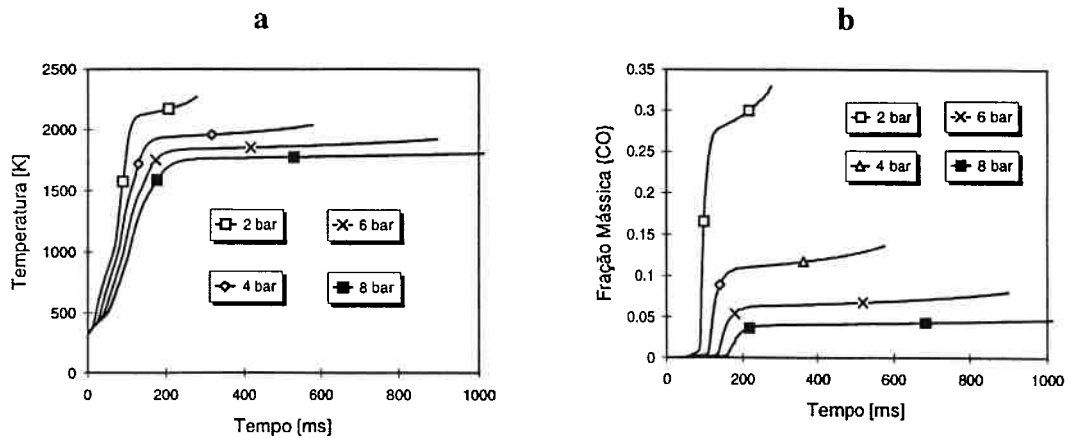 a
2500
2000
1500
1000
500
0
Temperatura [K]
2 bar
6 bar
4 bar
8 bar
0
200
400
600
800
1000
Tempo [ms]
b
0.35
0.3
0.25
0.2
0.15
0.1
0.05
0
Fração Mássica {CO}
2 bar
6 bar
4 bar
8 bar
0
200
400
600
800
1000
Tempo [ms]